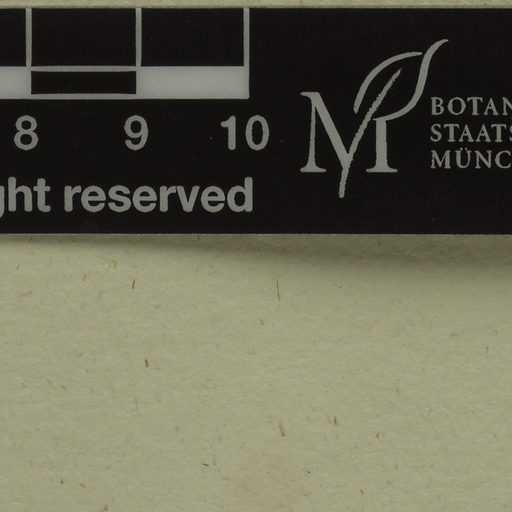 8 9 10
ght reserved
M
BOTAN
STAATS
MÜNC